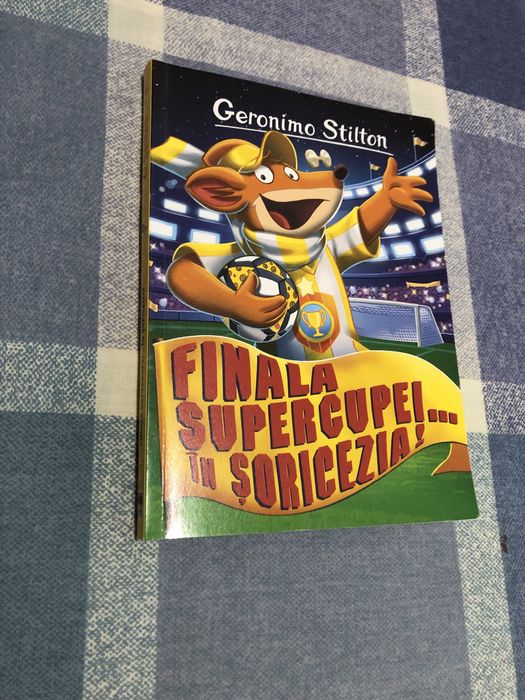 Geronimo Stilton
FINALA
SUPERCUPEI...
ÎN ȘORICEZIA!